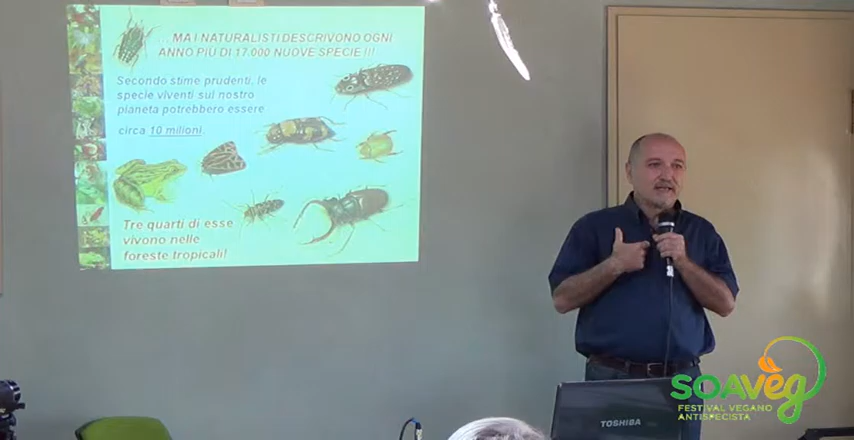 ...MA I NATURALISTI DESCRIVONO OGNI
ANNO PIÙ DI 17.000 NUOVE SPECIE !!!
Secondo stime prudenti, le
specie viventi sul nostro
pianeta potrebbero essere
circa 10 milioni.
Tre quarti di esse
vivono nelle
foreste tropicali!
TOSHIBA
SOAVEG
FESTIVAL VEGANO
ANTISPECISTA